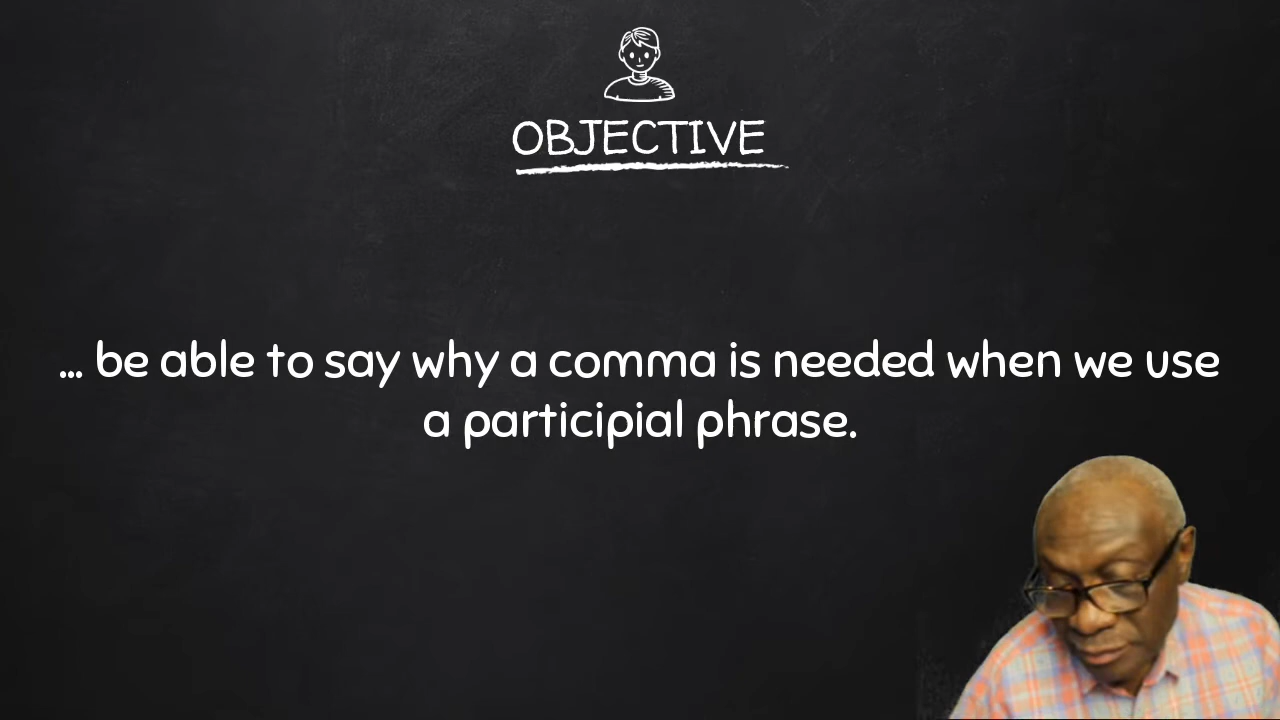 OBJECTIVE
... be able to say why a comma is needed when we use
a participial phrase.